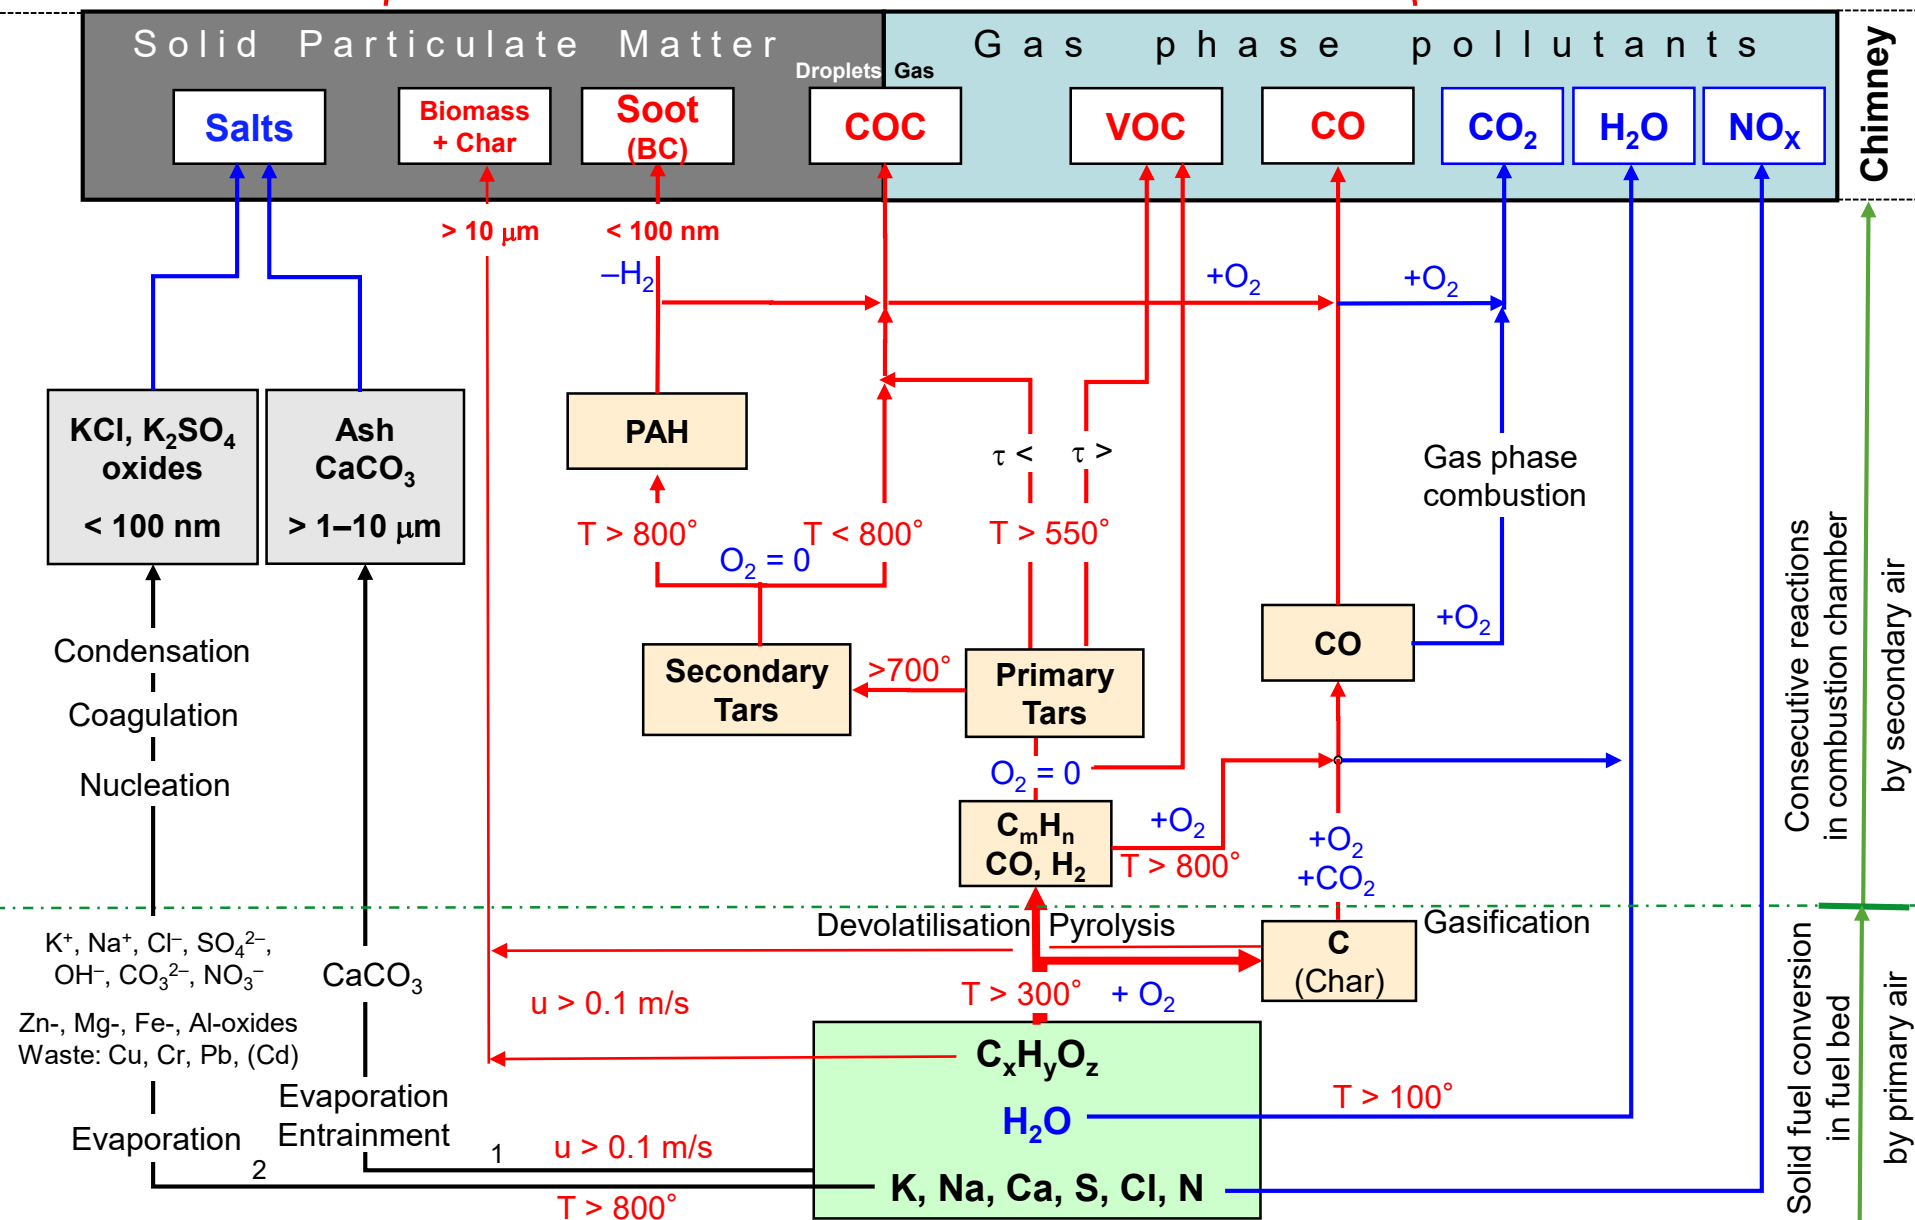 Solid Particulate Matter
Gas phase pollutants
Chimney
Droplets
Gas
Salts
Biomass
+ Char
Soot
(BC)
COC
VOC
CO
CO₂
H₂O
NOₓ
> 10 μm
< 100 nm
–H₂
+O₂
+O₂
KCl, K₂SO₄
oxides
< 100 nm
Ash
CaCO₃
> 1–10 μm
PAH
τ <
τ >
Gas phase
combustion
T > 800°
T < 800°
T > 550°
O₂ = 0
Condensation
Coagulation
Nucleation
Secondary
Tars
>700°
Primary
Tars
CO
+O₂
O₂ = 0
CₘHₙ
CO, H₂
+O₂
T > 800°
+O₂
+CO₂
Consecutive reactions
in combustion chamber
by secondary air
Devolatilisation
Pyrolysis
Gasification
K⁺, Na⁺, Cl⁻, SO₄²⁻,
OH⁻, CO₃²⁻, NO₃⁻
CaCO₃
C
(Char)
u > 0.1 m/s
T > 300°
+ O₂
Zn-, Mg-, Fe-, Al-oxides
Waste: Cu, Cr, Pb, (Cd)
CₓHᵧO_z
Evaporation
Entrainment
Evaporation
H₂O
T > 100°
1
u > 0.1 m/s
2
K, Na, Ca, S, Cl, N
T > 800°
Solid fuel conversion
in fuel bed
by primary air